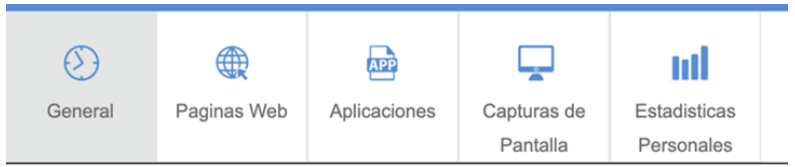 APP
General
Paginas Web
Aplicaciones
Capturas de
Pantalla
Estadisticas
Personales